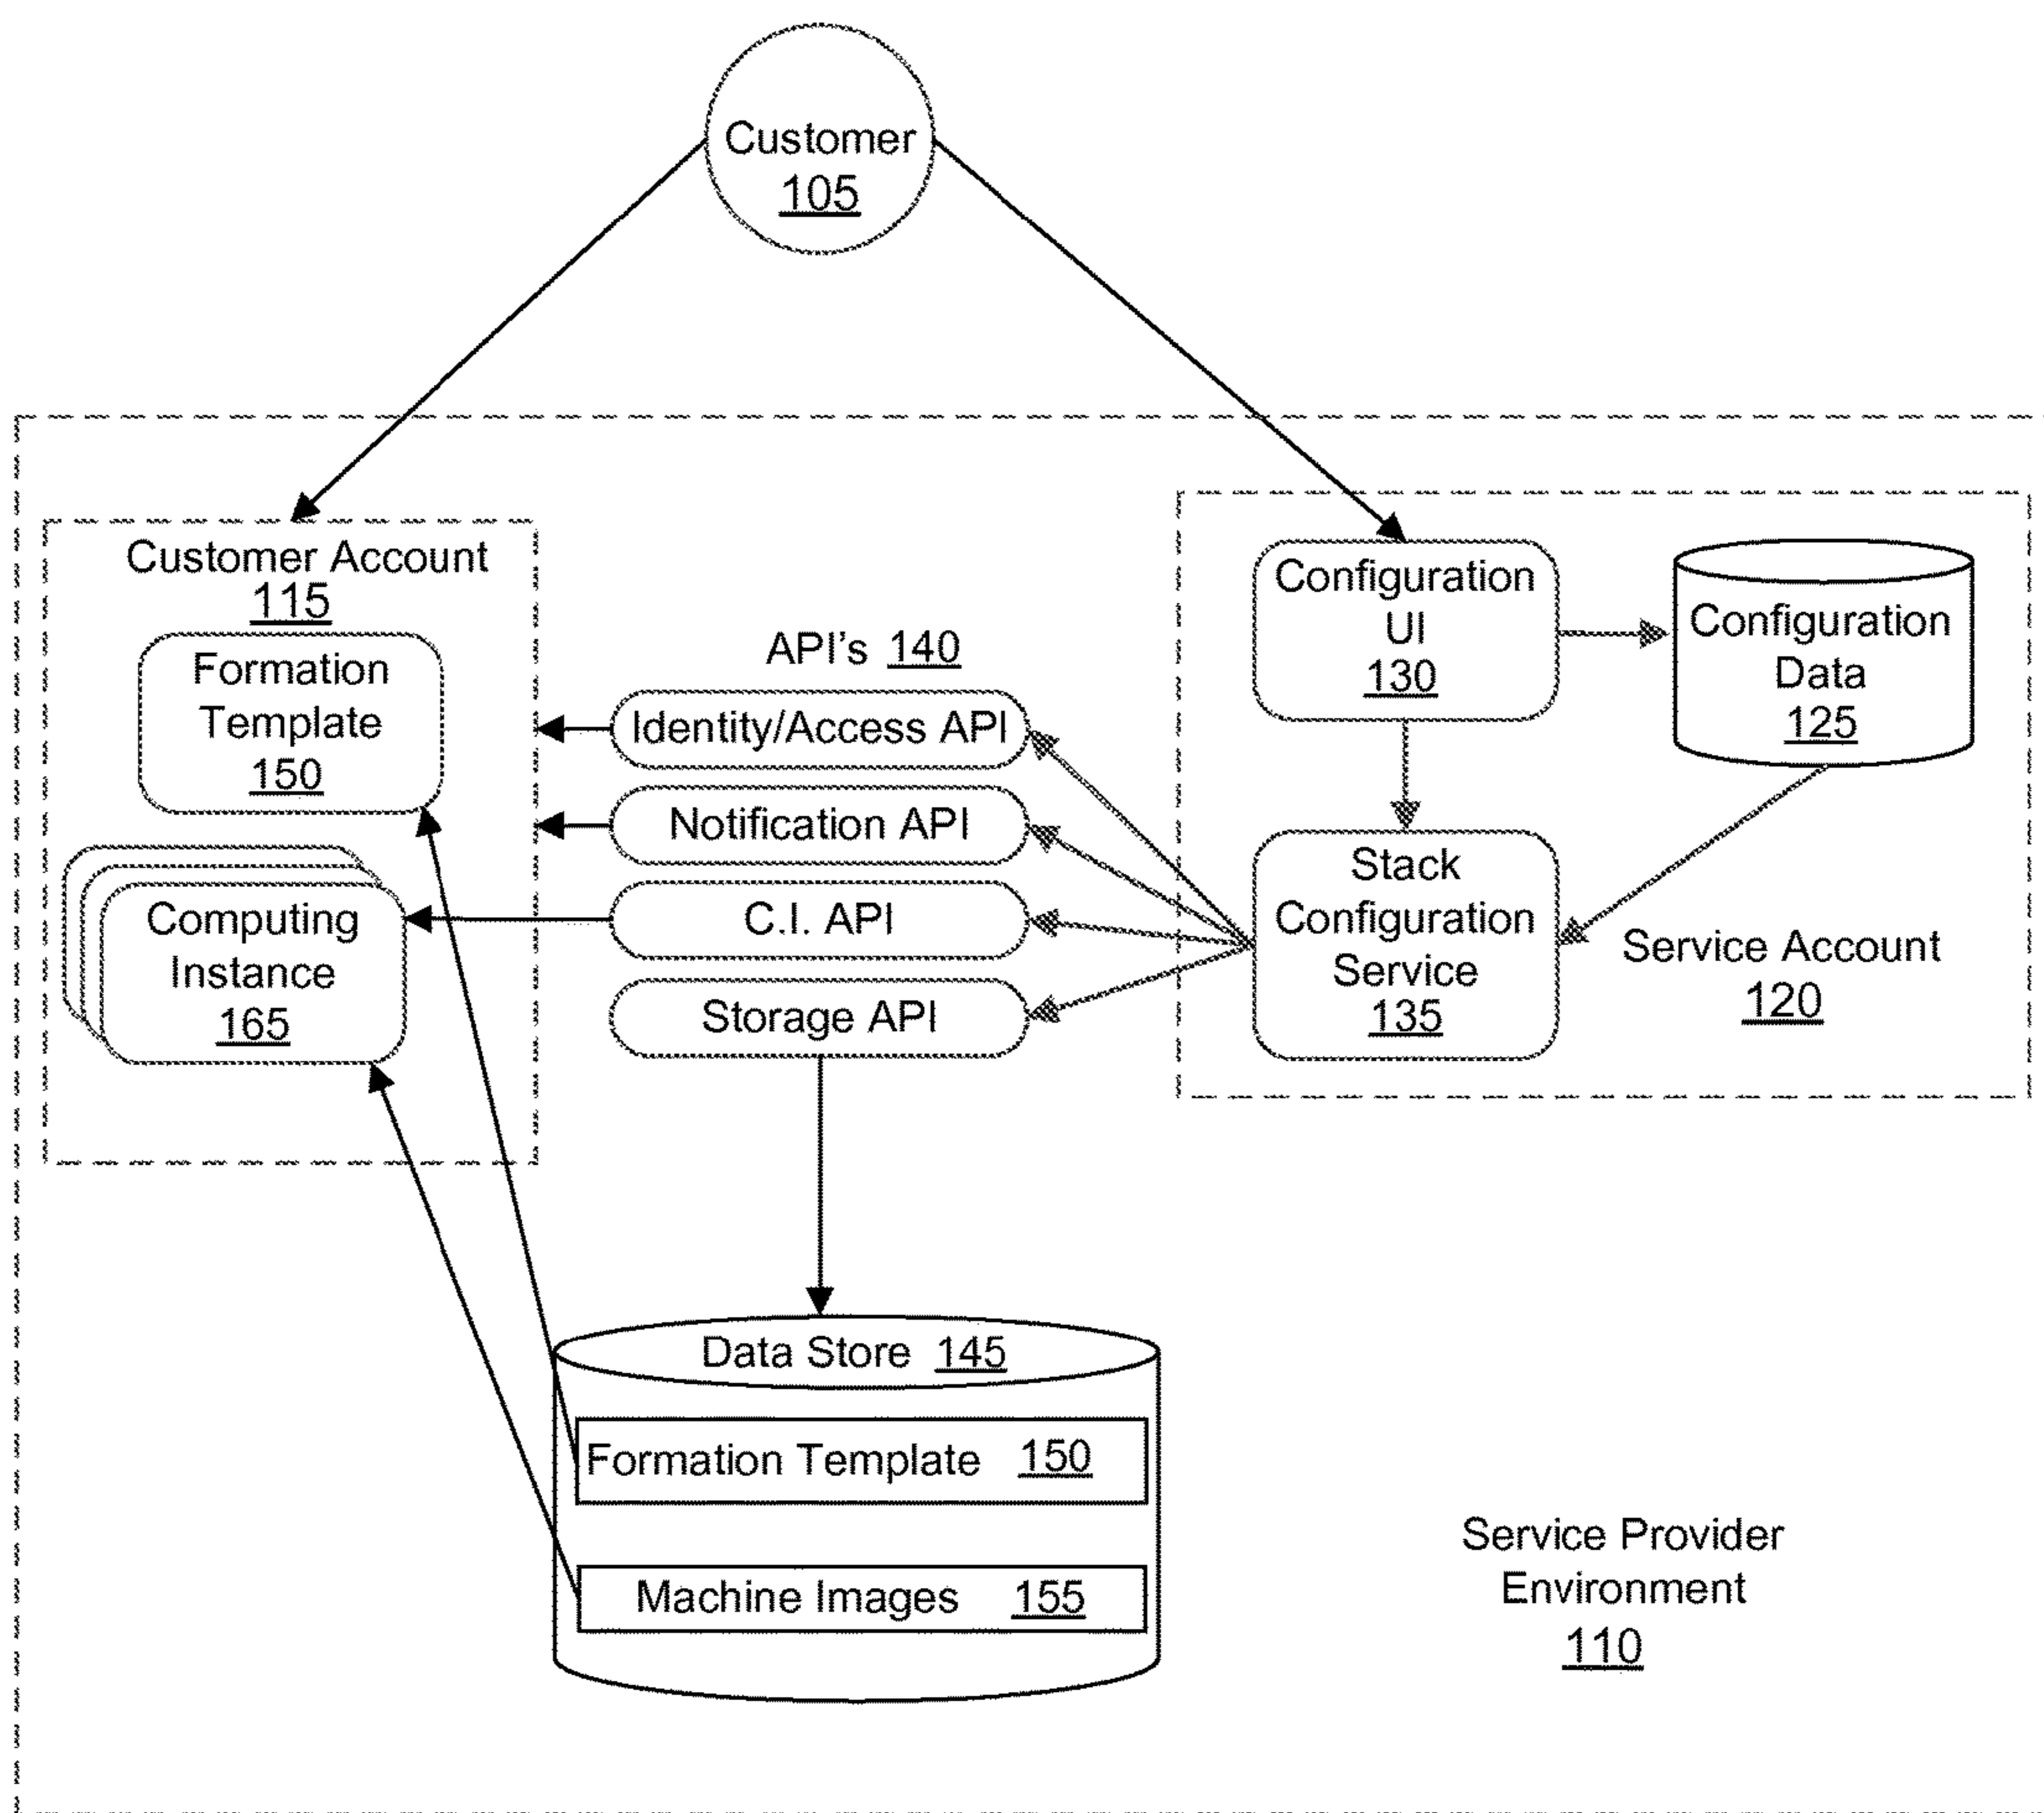 Customer
105
Customer Account
115
Formation
Template
150
Computing
Instance
165
API's 140
Identity/Access API
Notification API
C.I. API
Storage API
Configuration
UI
130
Configuration
Data
125
Stack
Configuration
Service
135
Service Account
120
Data Store 145
Formation Template 150
Machine Images 155
Service Provider
Environment
110